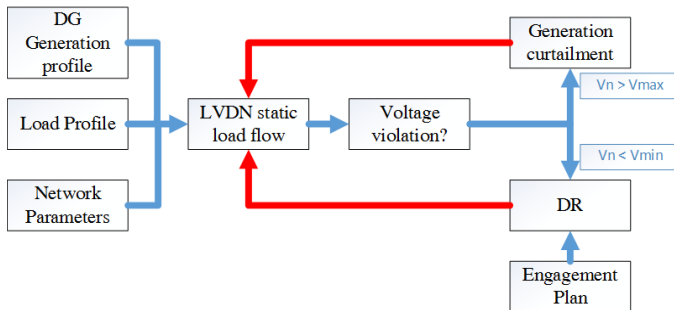 DG
Generation
profile
Load Profile
Network
Parameters
LVDN static
load flow
Voltage
violation?
Generation
curtailment
Vn > Vmax
Vn < Vmin
DR
Engagement
Plan